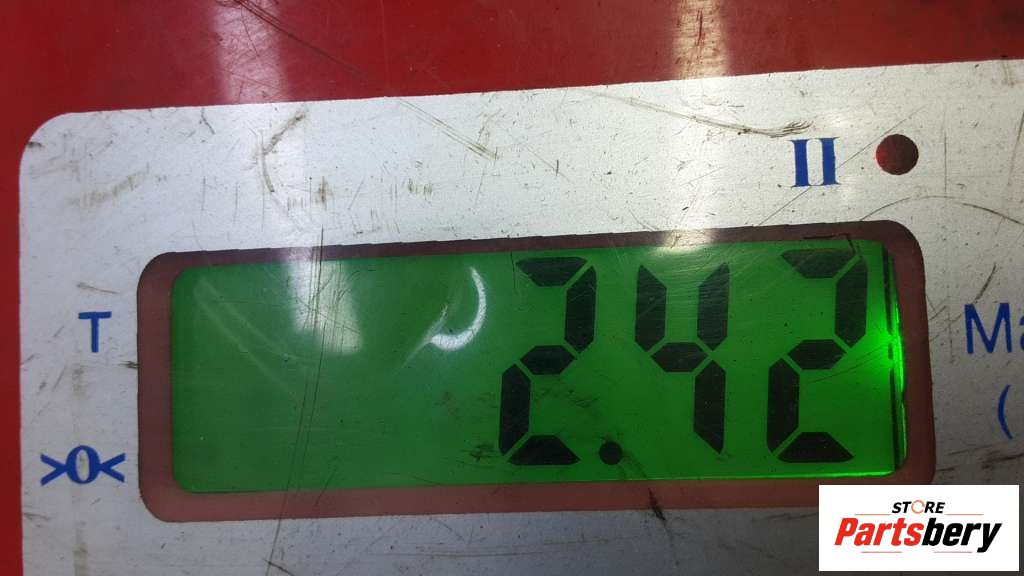 II
2.42
T
Ma
(
>0<
STORE
Partsbery